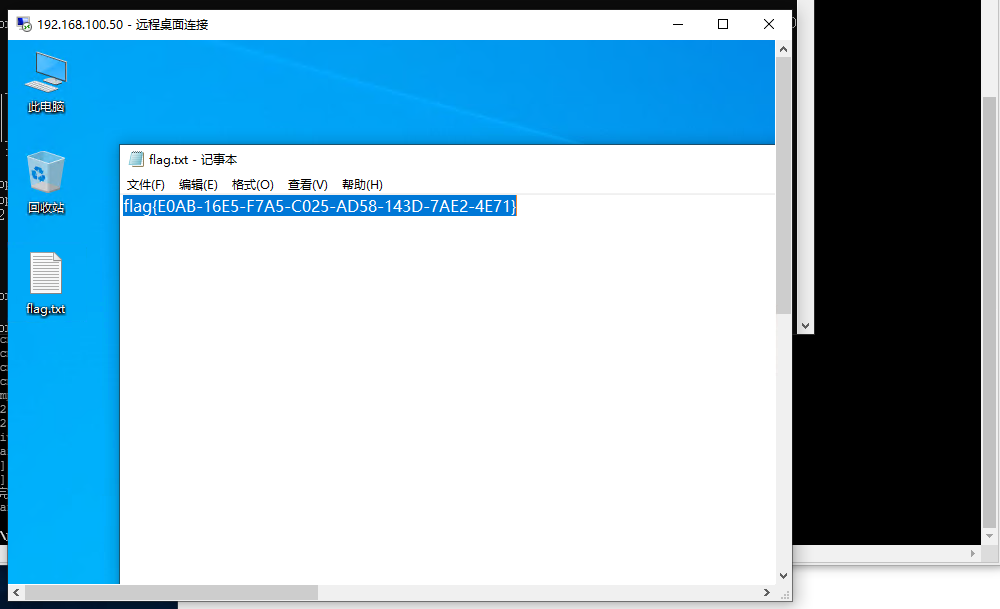 192.168.100.50 - 远程桌面连接
此电脑
flag.txt - 记事本
文件(F) 编辑(E) 格式(O) 查看(V) 帮助(H)
flag{E0AB-16E5-F7A5-C025-AD58-143D-7AE2-4E71}
回收站
flag.txt